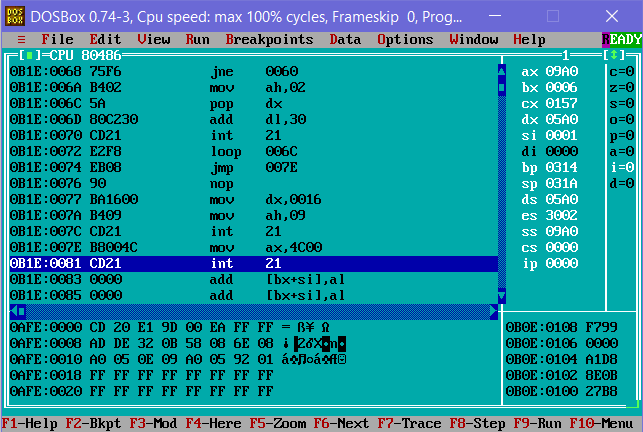 DOSBox 0.74-3, Cpu speed: max 100% cycles, Frameskip 0, Prog...
≡ File Edit View Run Breakpoints Data Options Window Help READY
[■]=CPU 80486 1 [↕]
0B1E:0068 75F6 jne 0060 ax 09A0 c=0
0B1E:006A B402 mov ah,02 bx 0006 z=0
0B1E:006C 5A pop dx cx 0157 s=0
0B1E:006D 80C230 add dl,30 dx 05A0 o=0
0B1E:0070 CD21 int 21 si 0001 p=0
0B1E:0072 E2F8 loop 006C di 0000 a=0
0B1E:0074 EB08 jmp 007E bp 0314 i=0
0B1E:0076 90 nop sp 031A d=0
0B1E:0077 BA1600 mov dx,0016 ds 05A0
0B1E:007A B409 mov ah,09 es 3002
0B1E:007C CD21 int 21 ss 09A0
0B1E:007E B8004C mov ax,4C00 cs 0000
0B1E:0081 CD21 int 21 ip 0000
0B1E:0083 0000 add [bx+si],al
0B1E:0085 0000 add [bx+si],al
0AFE:0000 CD 20 E1 9D 00 EA FF FF = ß¥ Ω 0B0E:0108 F799
0AFE:0008 AD DE 32 0B 58 08 6E 08 0B0E:0106 0000
0AFE:0010 A0 05 0E 09 A0 05 92 01 0B0E:0104 A1D8
0AFE:0018 FF FF FF FF FF FF FF FF 0B0E:0102 8E0B
0AFE:0020 FF FF FF FF FF FF FF FF 0B0E:0100 27B8
F1-Help F2-Bkpt F3-Mod F4-Here F5-Zoom F6-Next F7-Trace F8-Step F9-Run F10-Menu